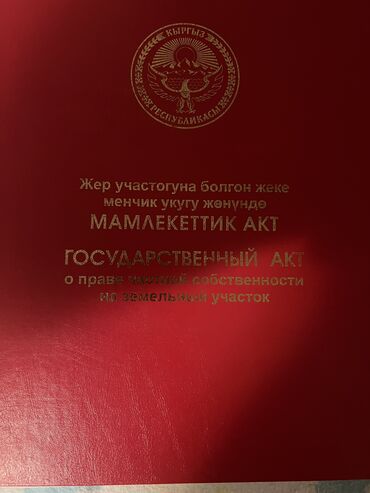 КЫРГЫЗ
РЕСПУБЛИКАСЫ
Жер участогуна болгон жеке
менчик укугу жөнүндө
МАМЛЕКЕТТИК АКТ
ГОСУДАРСТВЕННЫЙ АКТ
о праве частной собственности
на земельный участок